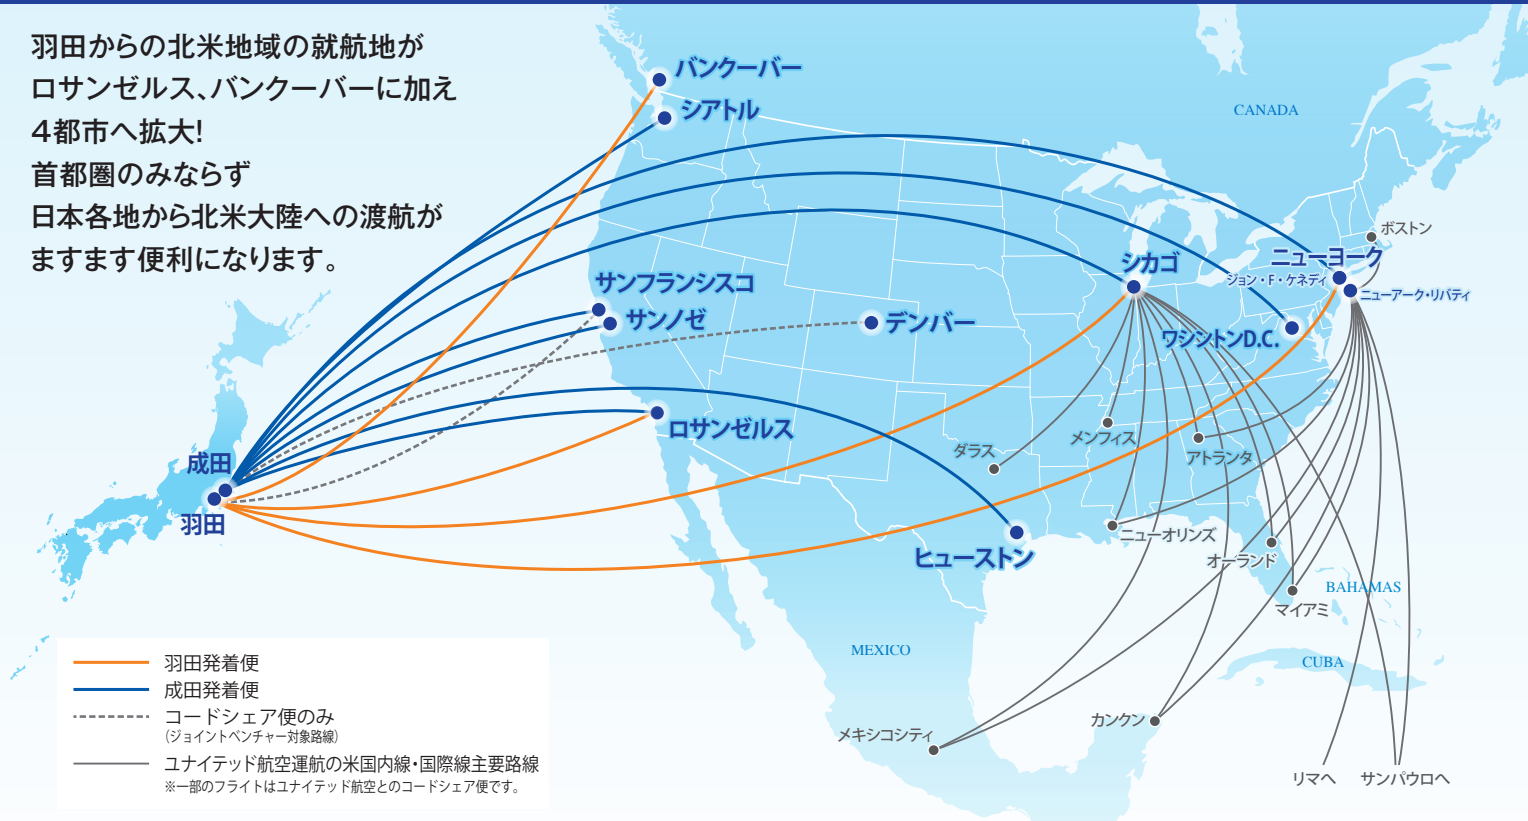 羽田からの北米地域の就航地が
ロサンゼルス、バンクーバーに加え
4都市へ拡大!
首都圏のみならず
日本各地から北米大陸への渡航が
ますます便利になります。
バンクーバー
シアトル
CANADA
ボストン
ニューヨーク
ジョン・F・ケネディ
ニューアーク・リバティ
シカゴ
サンフランシスコ
サンノゼ
デンバー
ワシントンD.C.
ロサンゼルス
メンフィス
ダラス
アトランタ
成田
羽田
ニューオリンズ
ヒューストン
オーランド
BAHAMAS
マイアミ
MEXICO
CUBA
カンクン
メキシコシティ
リマへ
サンパウロへ
羽田発着便
成田発着便
コードシェア便のみ
(ジョイントベンチャー対象路線)
ユナイテッド航空運航の米国内線・国際線主要路線
※一部のフライトはユナイテッド航空とのコードシェア便です。